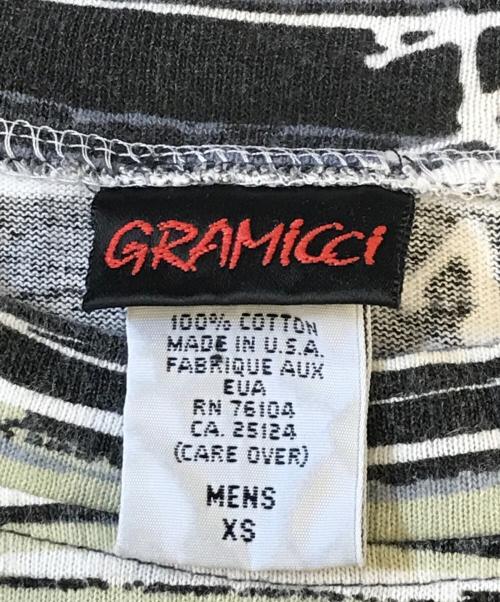 GRAMiCCi
100% COTTON
MADE IN U.S.A.
FABRIQUE AUX
EUA
RN 76104
CA. 25124
(CARE OVER)
MENS
XS